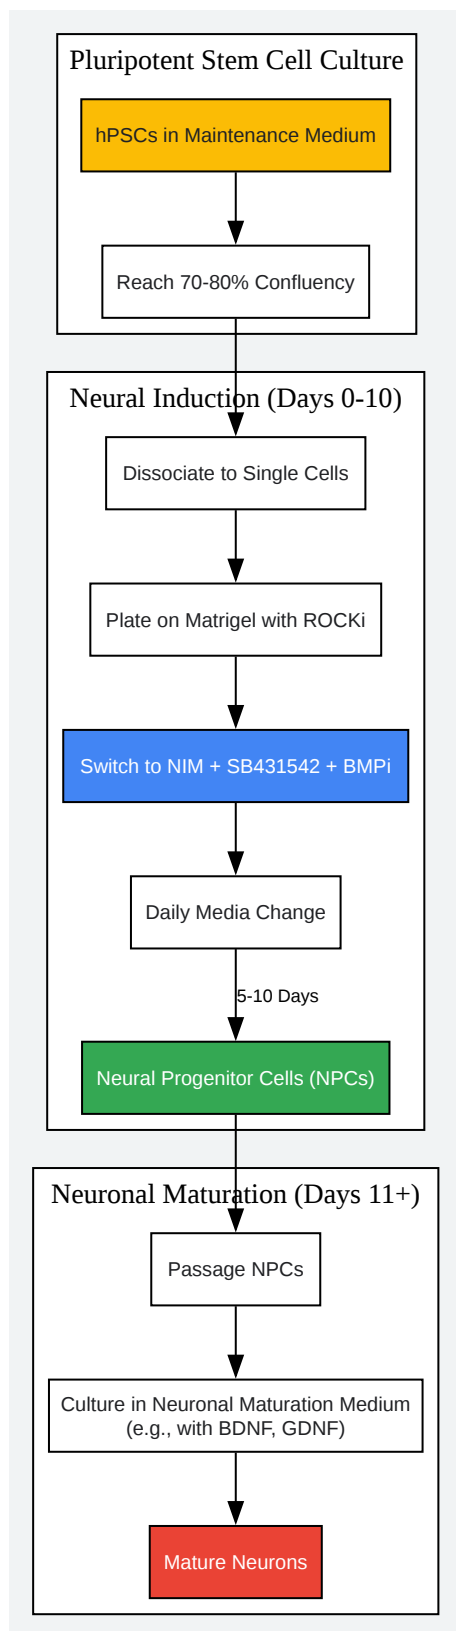 Pluripotent Stem Cell Culture
hPSCs in Maintenance Medium
Reach 70-80% Confluency
Neural Induction (Days 0-10)
Dissociate to Single Cells
Plate on Matrigel with ROCKi
Switch to NIM + SB431542 + BMPi
Daily Media Change
5-10 Days
Neural Progenitor Cells (NPCs)
Neuronal Maturation (Days 11+)
Passage NPCs
Culture in Neuronal Maturation Medium
(e.g., with BDNF, GDNF)
Mature Neurons